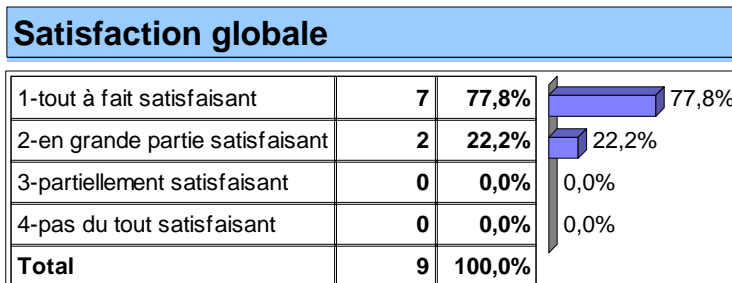 Satisfaction globale
1-tout à fait satisfaisant 7 77,8% 77,8%
2-en grande partie satisfaisant 2 22,2% 22,2%
3-partiellement satisfaisant 0 0,0% 0,0%
4-pas du tout satisfaisant 0 0,0% 0,0%
Total 9 100,0%